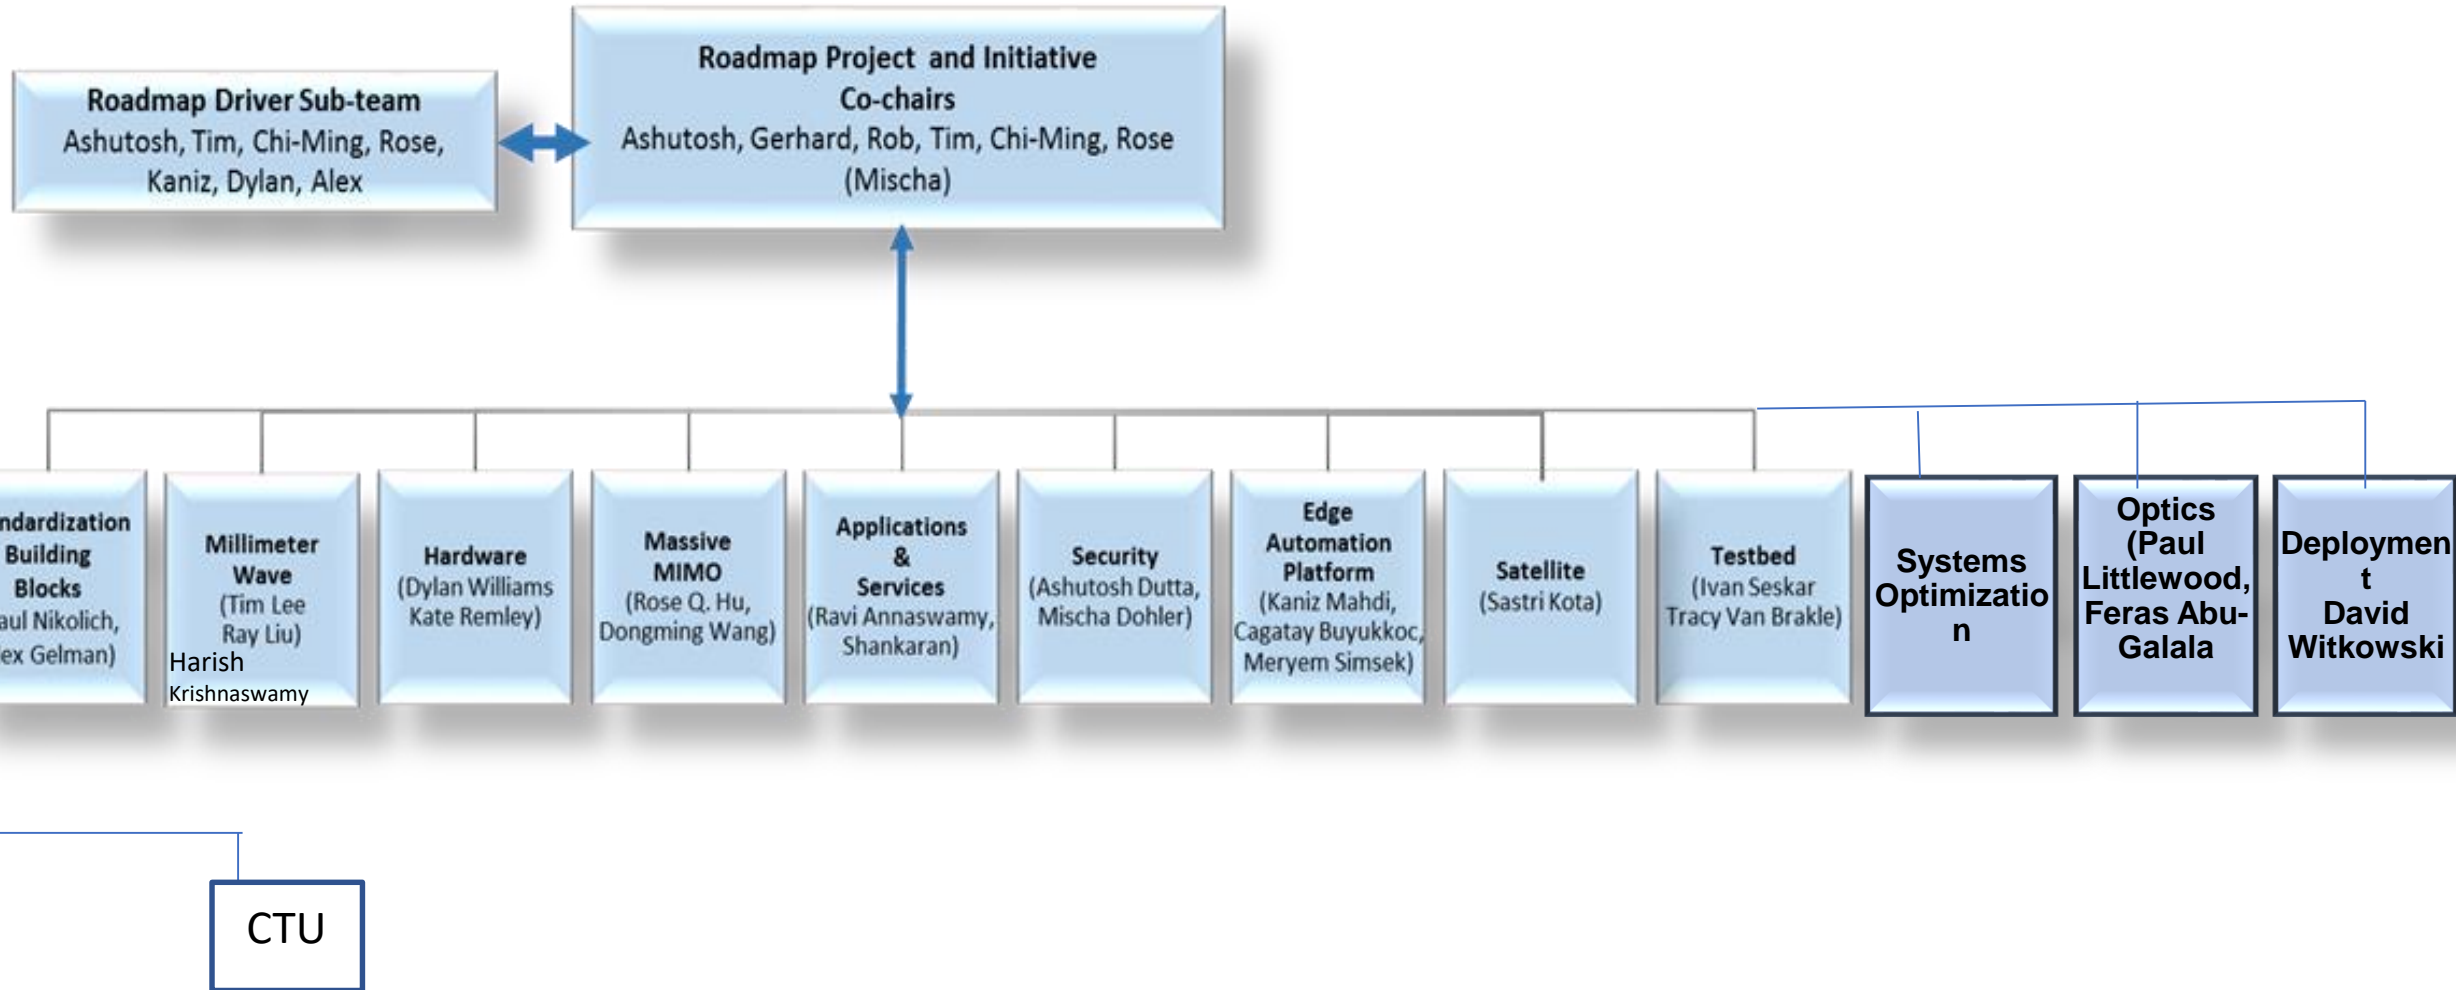 Roadmap Project and Initiative
Co-chairs
Ashutosh, Gerhard, Rob, Tim, Chi-Ming, Rose
(Mischa)
Roadmap Driver Sub-team
Ashutosh, Tim, Chi-Ming, Rose,
Kaniz, Dylan, Alex
ndardization
Building
Blocks
aul Nikolich,
ex Gelman)
Millimeter
Wave
(Tim Lee
Ray Liu)
Harish
Krishnaswamy
Hardware
(Dylan Williams
Kate Remley)
Massive
MIMO
(Rose Q. Hu,
Dongming Wang)
Applications
&
Services
(Ravi Annaswamy,
Shankaran)
Security
(Ashutosh Dutta,
Mischa Dohler)
Edge
Automation
Platform
(Kaniz Mahdi,
Cagatay Buyukkoc,
Meryem Simsek)
Satellite
(Sastri Kota)
Testbed
(Ivan Seskar
Tracy Van Brakle)
Systems
Optimizatio
n
Optics
(Paul
Littlewood,
Feras Abu-
Galala
Deploymen
t
David
Witkowski
CTU